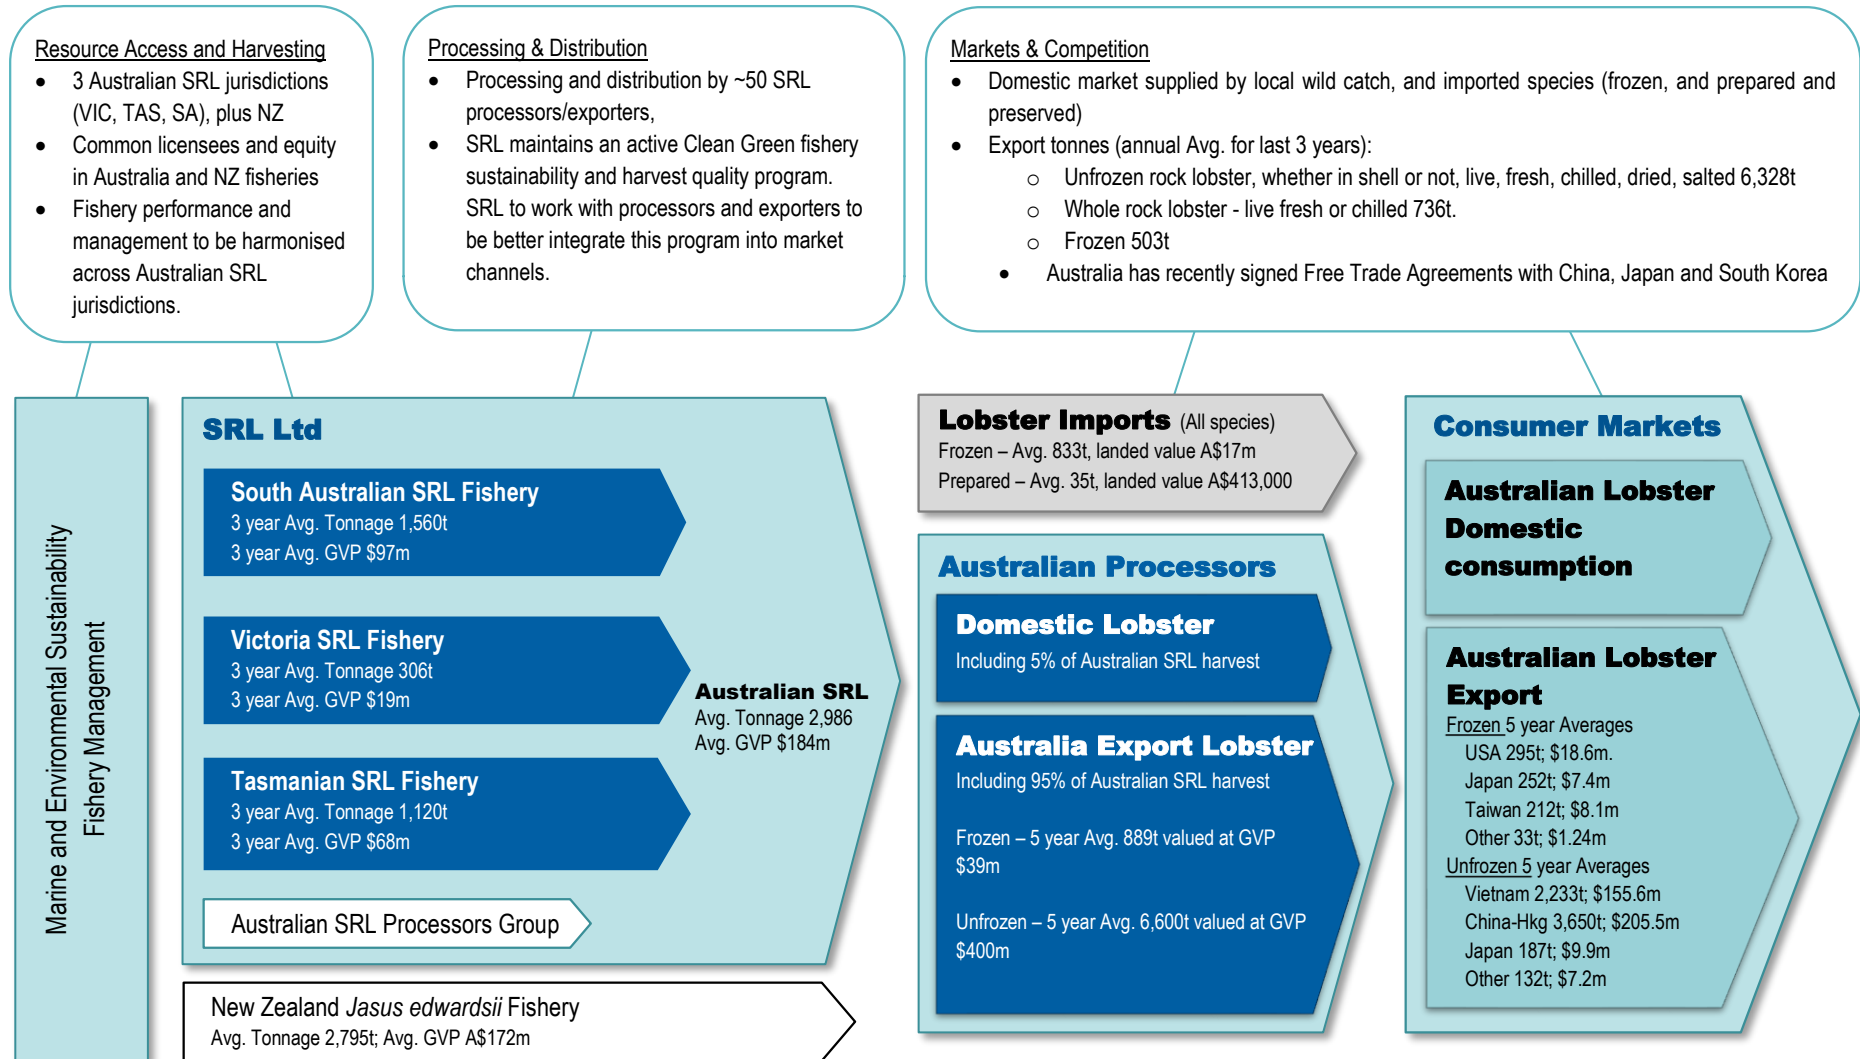 Resource Access and Harvesting
• 3 Australian SRL jurisdictions
(VIC, TAS, SA), plus NZ
• Common licensees and equity
in Australia and NZ fisheries
• Fishery performance and
management to be harmonised
across Australian SRL
jurisdictions.
Processing & Distribution
• Processing and distribution by ~50 SRL
processors/exporters,
• SRL maintains an active Clean Green fishery
sustainability and harvest quality program.
SRL to work with processors and exporters to
be better integrate this program into market
channels.
Markets & Competition
• Domestic market supplied by local wild catch, and imported species (frozen, and prepared and
preserved)
• Export tonnes (annual Avg. for last 3 years):
o Unfrozen rock lobster, whether in shell or not, live, fresh, chilled, dried, salted 6,328t
o Whole rock lobster - live fresh or chilled 736t.
o Frozen 503t
• Australia has recently signed Free Trade Agreements with China, Japan and South Korea
Marine and Environmental Sustainability
Fishery Management
SRL Ltd
South Australian SRL Fishery
3 year Avg. Tonnage 1,560t
3 year Avg. GVP $97m
Victoria SRL Fishery
3 year Avg. Tonnage 306t
3 year Avg. GVP $19m
Tasmanian SRL Fishery
3 year Avg. Tonnage 1,120t
3 year Avg. GVP $68m
Australian SRL
Avg. Tonnage 2,986
Avg. GVP $184m
Australian SRL Processors Group
New Zealand Jasus edwardsii Fishery
Avg. Tonnage 2,795t; Avg. GVP A$172m
Lobster Imports (All species)
Frozen – Avg. 833t, landed value A$17m
Prepared – Avg. 35t, landed value A$413,000
Australian Processors
Domestic Lobster
Including 5% of Australian SRL harvest
Australia Export Lobster
Including 95% of Australian SRL harvest
Frozen – 5 year Avg. 889t valued at GVP
$39m
Unfrozen – 5 year Avg. 6,600t valued at GVP
$400m
Consumer Markets
Australian Lobster
Domestic
consumption
Australian Lobster
Export
Frozen 5 year Averages
USA 295t; $18.6m.
Japan 252t; $7.4m
Taiwan 212t; $8.1m
Other 33t; $1.24m
Unfrozen 5 year Averages
Vietnam 2,233t; $155.6m
China-Hkg 3,650t; $205.5m
Japan 187t; $9.9m
Other 132t; $7.2m